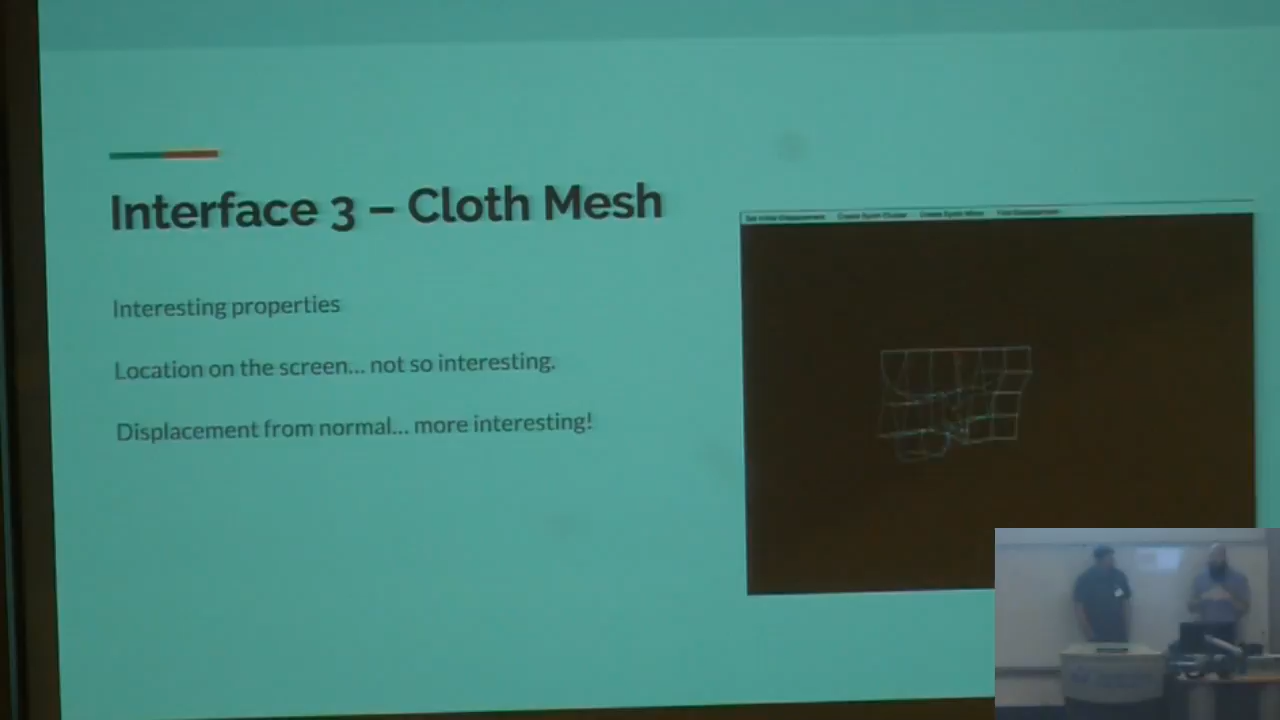 Interface 3 – Cloth Mesh
Interesting properties
Location on the screen... not so interesting.
Displacement from normal... more interesting!